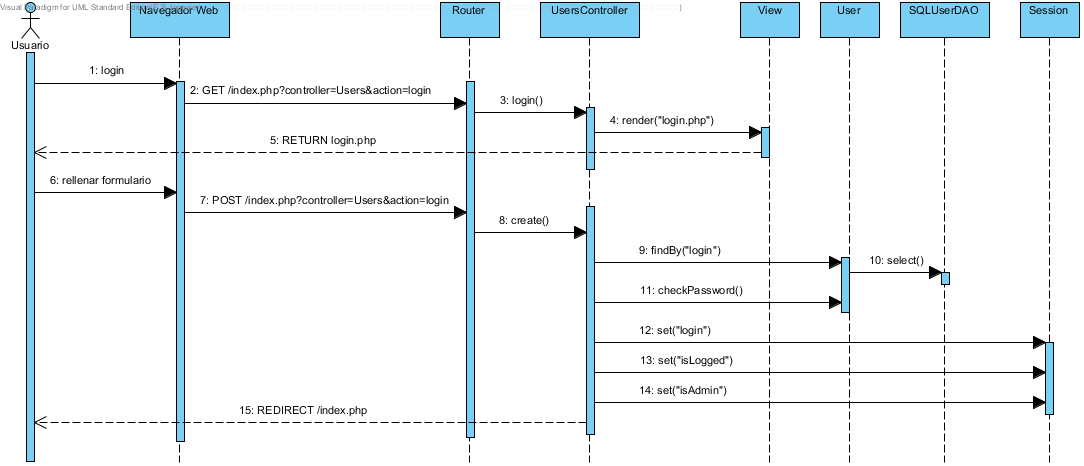 Visual Paradigm for UML Standard
Navegador Web
Router
UsersController
View
User
SQLUserDAO
Session
Usuario
1: login
2: GET /index.php?controller=Users&action=login
3: login()
4: render("login.php")
5: RETURN login.php
6: rellenar formulario
7: POST /index.php?controller=Users&action=login
8: create()
9: findBy("login")
10: select()
11: checkPassword()
12: set("login")
13: set("isLogged")
14: set("isAdmin")
15: REDIRECT /index.php